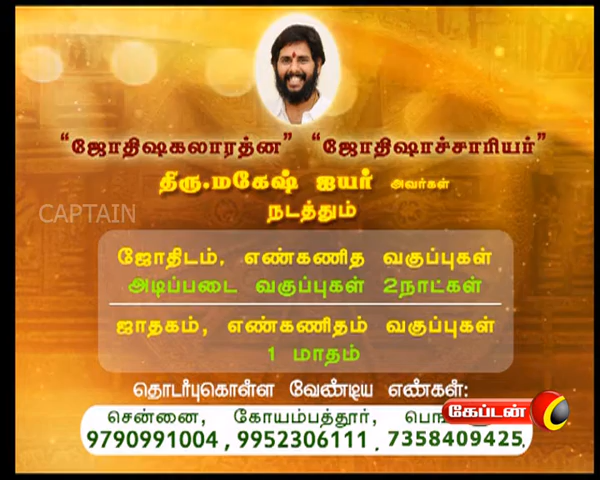 “ஜோதிஷகலாரத்ன” “ஜோதிஷாச்சாரியர்”
திரு.மகேஷ் ஐயர் அவர்கள்
நடத்தும்
CAPTAIN
ஜோதிடம், எண்கணித வகுப்புகள்
அடிப்படை வகுப்புகள் 2நாட்கள்
ஜாதகம், எண்கணிதம் வகுப்புகள்
1 மாதம்
தொடர்புகொள்ள வேண்டிய எண்கள்:
கேப்டன்
சென்னை, கோயம்பத்தூர்,
9790991004 , 9952306111 , 7358409425.